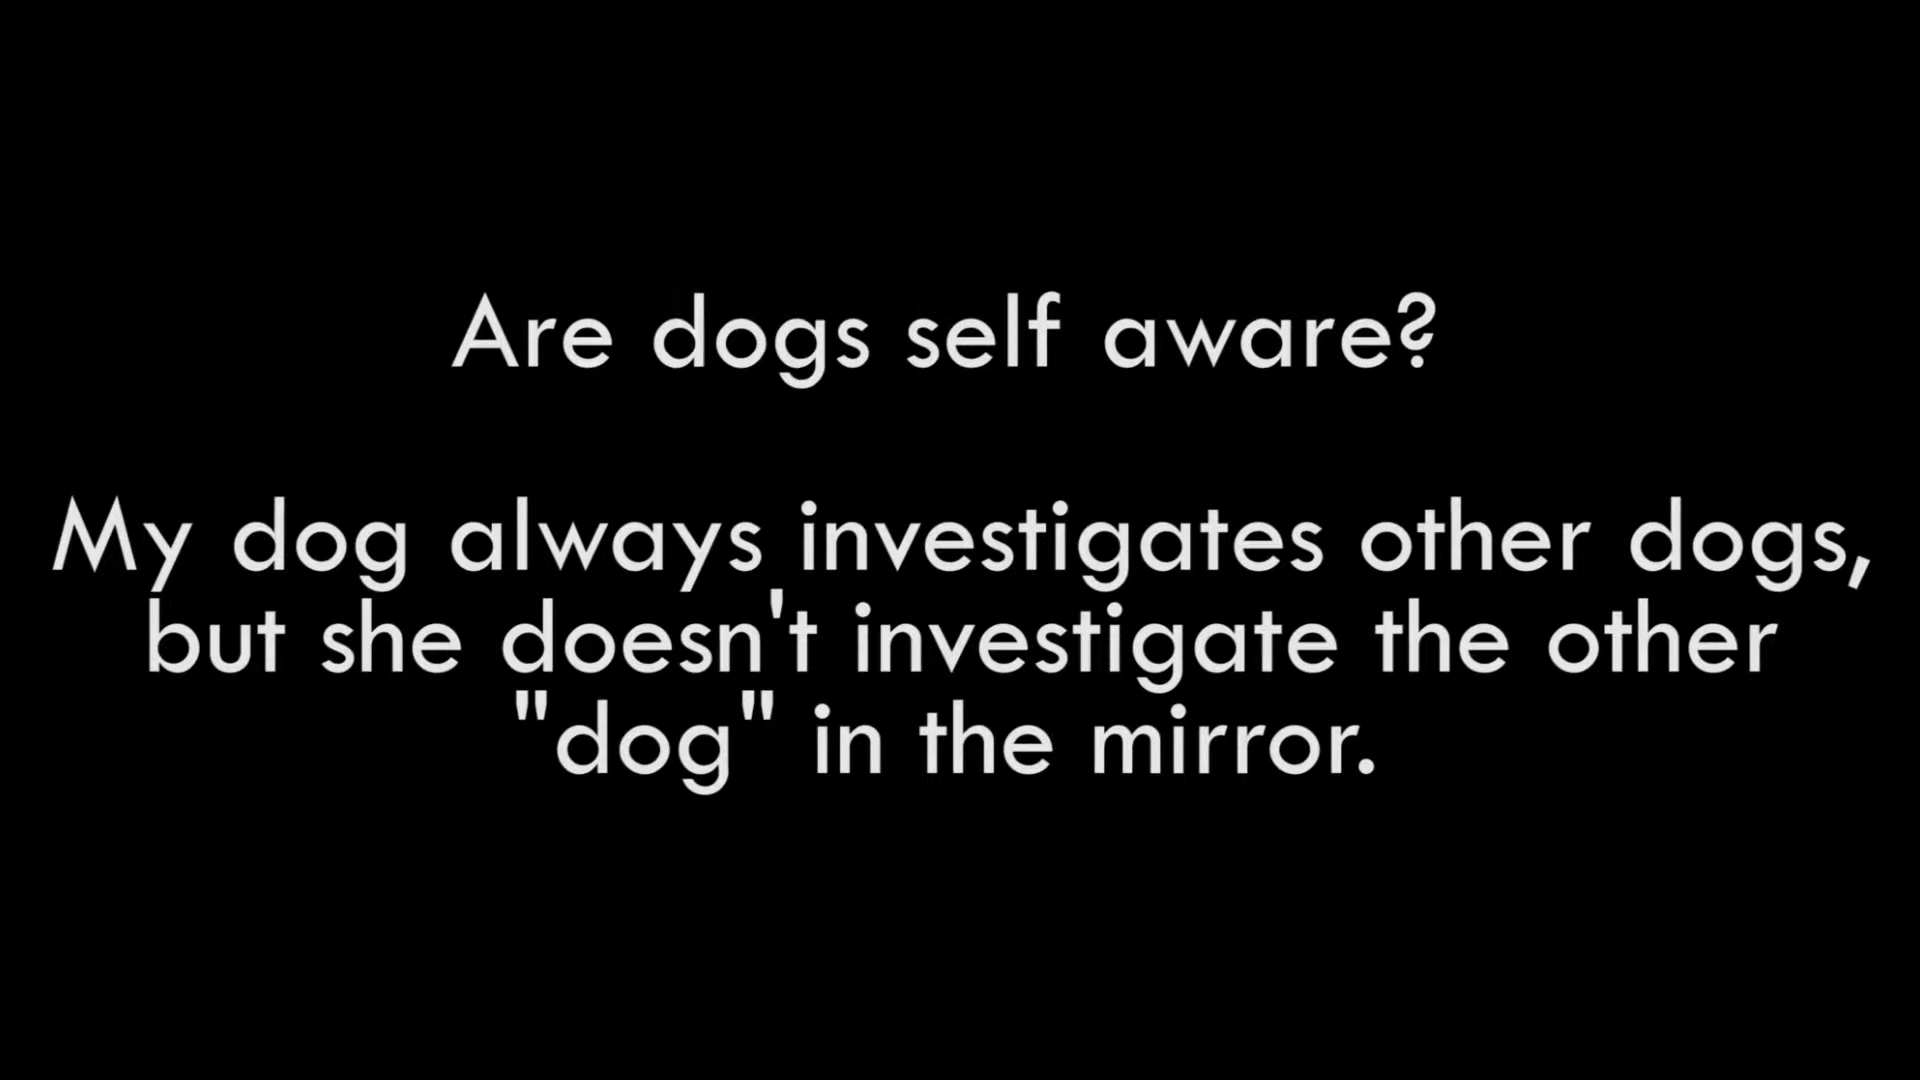 Are dogs self aware?
My dog always investigates other dogs,
but she doesn't investigate the other
"dog" in the mirror.